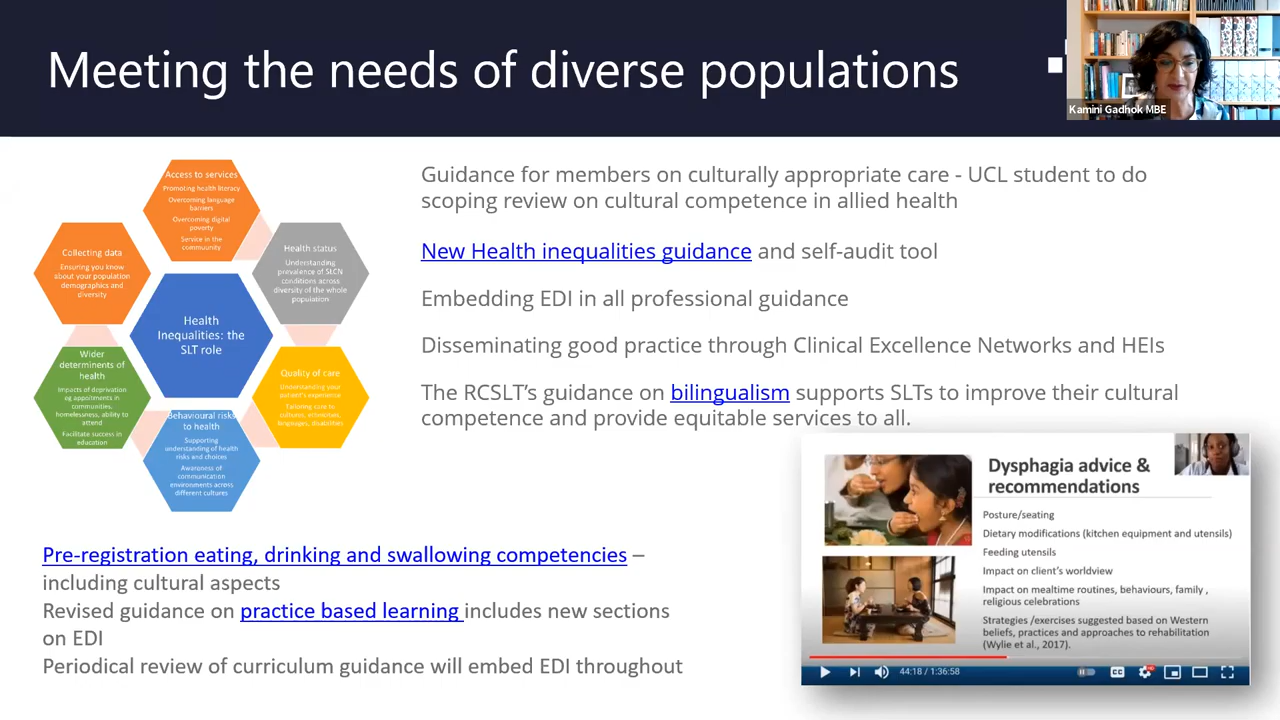 Meeting the needs of diverse populations
Kamini Gadhok MBE
Access to services
Promoting health literacy
Overcoming language
barriers
Overcoming digital
poverty
Service in the
community
Collecting data
Ensuring you know
about your population
demographics and
diversity
Health status
Understanding
prevalence of SLCN
conditions across
diversity of the whole
population
Health
Inequalities: the
SLT role
Wider
determinents of
health
Impacts of deprivation
eg appoitments in
communities,
homelessness, ability to
attend
Facilitate success in
education
Quality of care
Understanding your
patient's experience
Tailoring care to
cultures, ethnicities,
languages, disabilities
Behavioural risks
to health
Supporting
understanding of health
risks and choices
Awareness of
communication
environments across
different cultures
Guidance for members on culturally appropriate care - UCL student to do
scoping review on cultural competence in allied health
New Health inequalities guidance and self-audit tool
Embedding EDI in all professional guidance
Disseminating good practice through Clinical Excellence Networks and HEIs
The RCSLT's guidance on bilingualism supports SLTs to improve their cultural
competence and provide equitable services to all.
Pre-registration eating, drinking and swallowing competencies –
including cultural aspects
Revised guidance on practice based learning includes new sections
on EDI
Periodical review of curriculum guidance will embed EDI throughout
Dysphagia advice &
recommendations
Posture/seating
Dietary modifications (kitchen equipment and utensils)
Feeding utensils
Impact on client's worldview
Impact on mealtime routines, behaviours, family ,
religious celebrations
Strategies /exercises suggested based on Western
beliefs, practices and approaches to rehabilitation
(Wylie et al., 2017).
44:18 / 1:36:58
CC